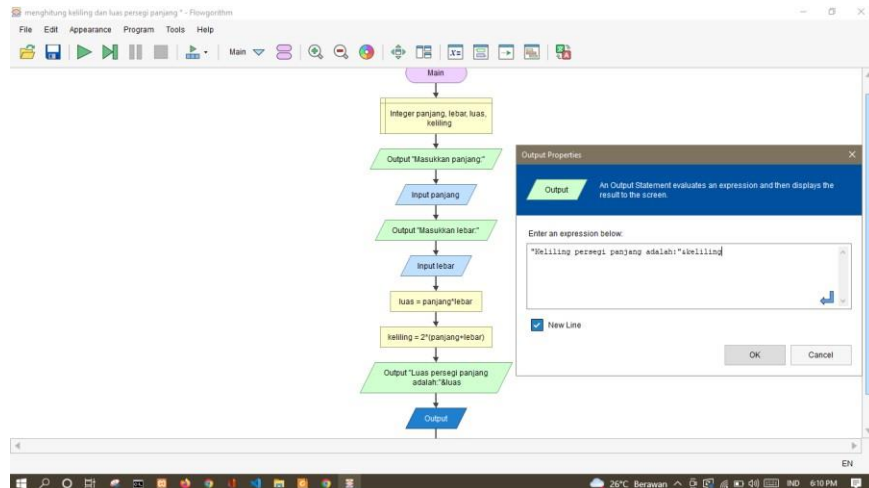 menghitung keliling dan luas persegi panjang * - Flowgorithm
File Edit Appearance Program Tools Help
Main
Main
Integer panjang, lebar, luas,
keliling
Output "Masukkan panjang:"
Input panjang
Output "Masukkan lebar:"
Input lebar
luas = panjang*lebar
keliling = 2*(panjang+lebar)
Output "Luas persegi panjang
adalah:"&luas
Output
Output Properties
Output
An Output Statement evaluates an expression and then displays the
result to the screen.
Enter an expression below:
"Keliling persegi panjang adalah:"&keliling
New Line
OK Cancel
EN
26°C Berawan IND 6:10 PM